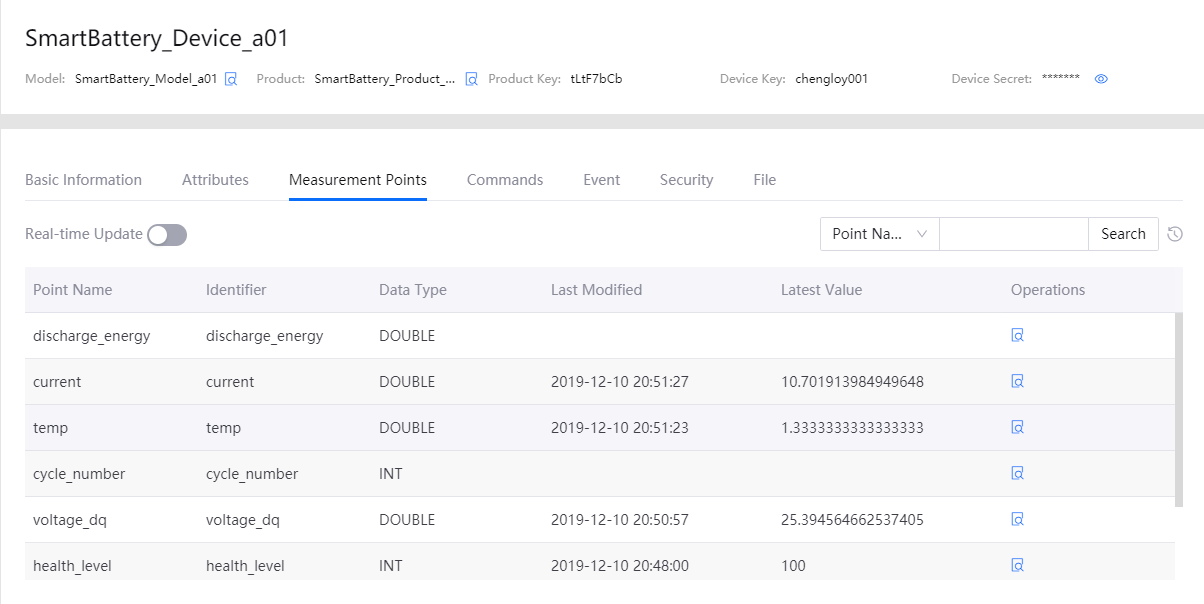 SmartBattery_Device_a01
Model: SmartBattery_Model_a01 Product: SmartBattery_Product_... Product Key: tLtF7bCb Device Key: chengloy001 Device Secret: *******
Basic Information Attributes Measurement Points Commands Event Security File
Real-time Update Point Na... Search
Point Name Identifier Data Type Last Modified Latest Value Operations
discharge_energy discharge_energy DOUBLE
current current DOUBLE 2019-12-10 20:51:27 10.701913984949648
temp temp DOUBLE 2019-12-10 20:51:23 1.3333333333333333
cycle_number cycle_number INT
voltage_dq voltage_dq DOUBLE 2019-12-10 20:50:57 25.394564662537405
health_level health_level INT 2019-12-10 20:48:00 100